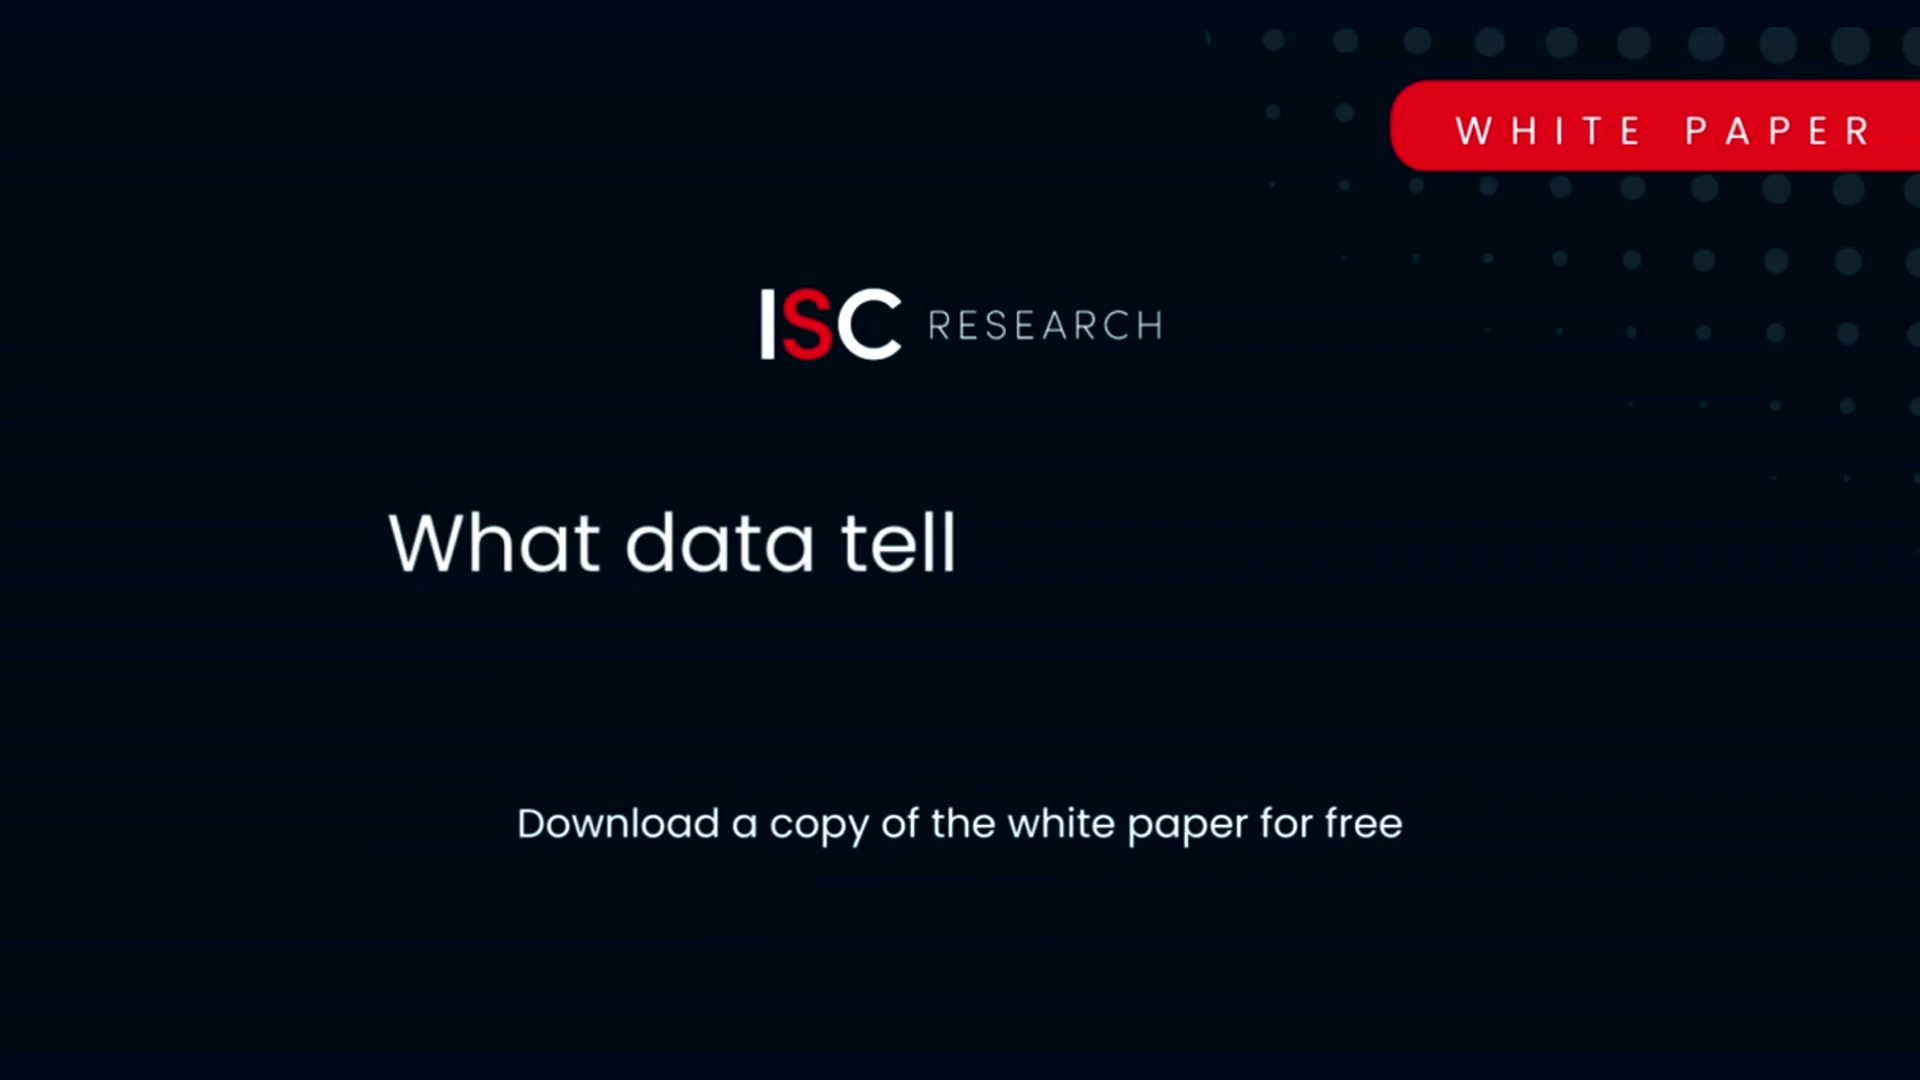 WHITE PAPER
ISC RESEARCH
What data tell
Download a copy of the white paper for free